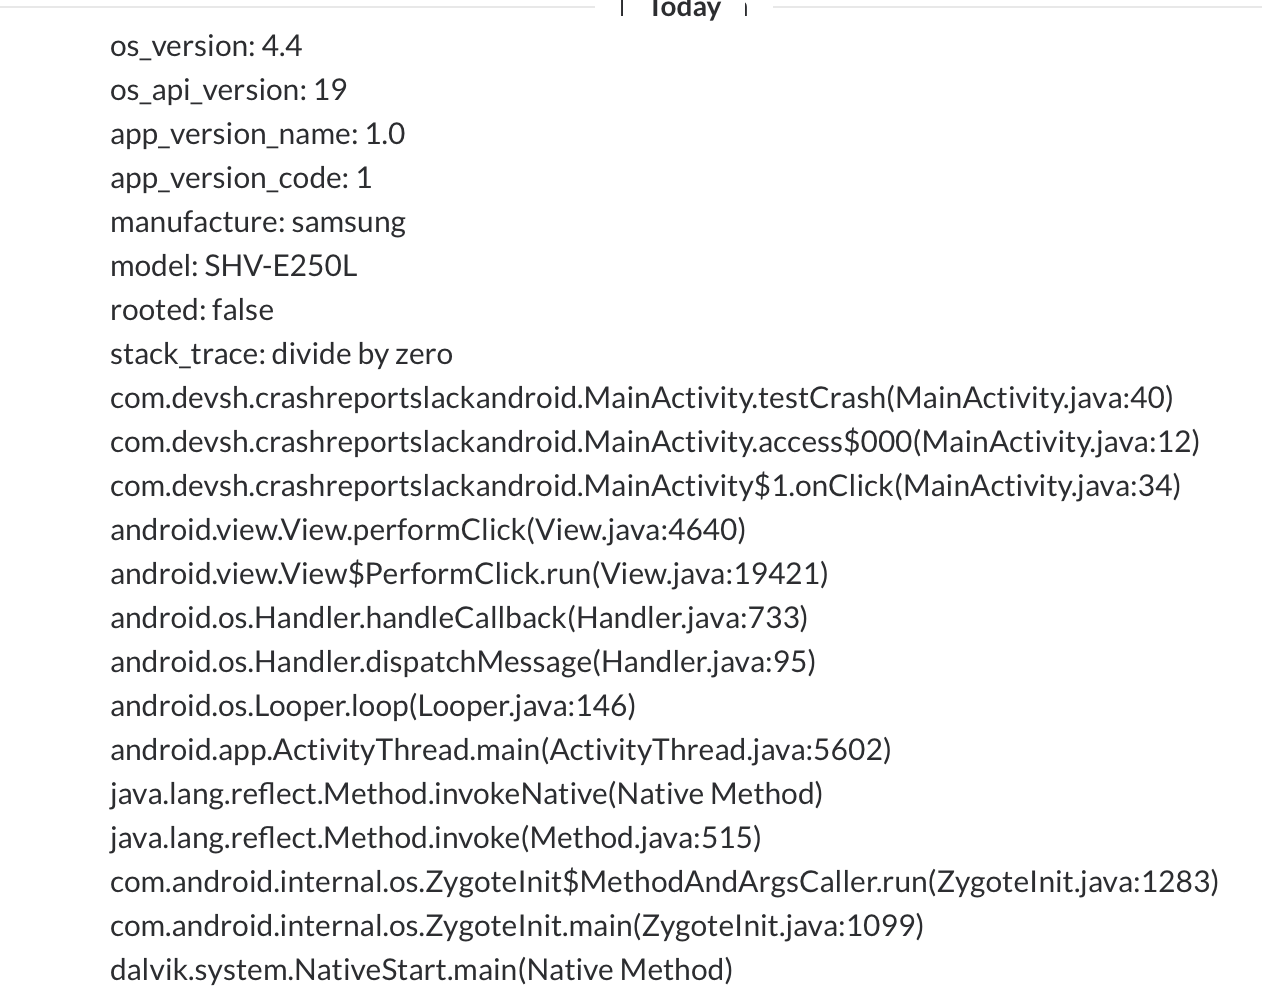 Today
os_version: 4.4
os_api_version: 19
app_version_name: 1.0
app_version_code: 1
manufacture: samsung
model: SHV-E250L
rooted: false
stack_trace: divide by zero
com.devsh.crashreportslackandroid.MainActivity.testCrash(MainActivity.java:40)
com.devsh.crashreportslackandroid.MainActivity.access$000(MainActivity.java:12)
com.devsh.crashreportslackandroid.MainActivity$1.onClick(MainActivity.java:34)
android.view.View.performClick(View.java:4640)
android.view.View$PerformClick.run(View.java:19421)
android.os.Handler.handleCallback(Handler.java:733)
android.os.Handler.dispatchMessage(Handler.java:95)
android.os.Looper.loop(Looper.java:146)
android.app.ActivityThread.main(ActivityThread.java:5602)
java.lang.reflect.Method.invokeNative(Native Method)
java.lang.reflect.Method.invoke(Method.java:515)
com.android.internal.os.ZygoteInit$MethodAndArgsCaller.run(ZygoteInit.java:1283)
com.android.internal.os.ZygoteInit.main(ZygoteInit.java:1099)
dalvik.system.NativeStart.main(Native Method)